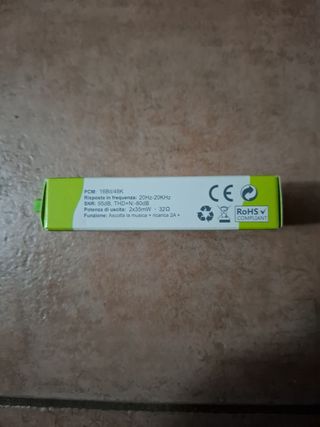 PCM: 16Bit/48K
Risposte in frequenza: 20Hz-20KHz
SNR: 95dB, THD+N:-80dB
Potenza di uscita: 2x35mW - 32Ω
Funzione: Ascolta la musica + ricarica 2A +
CE
RoHS
COMPLIANT